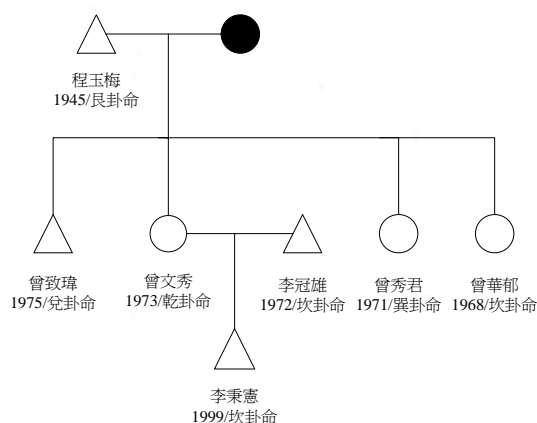 程玉梅
1945/艮卦命
曾致瑋
1975/兌卦命
曾文秀
1973/乾卦命
李冠雄
1972/坎卦命
曾秀君
1971/巽卦命
曾華郁
1968/坎卦命
李秉憲
1999/坎卦命